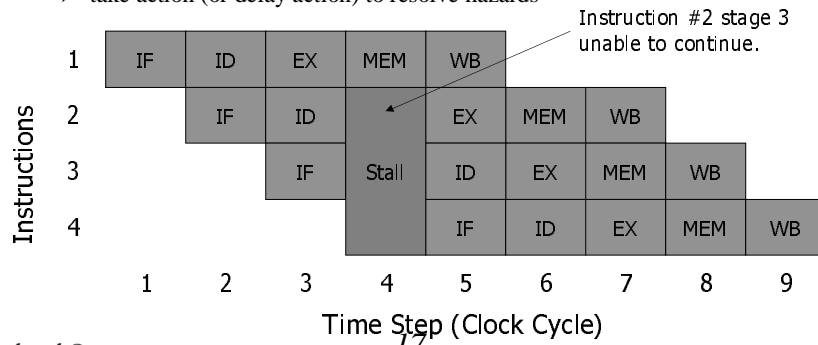 take action (or delay action) to resolve hazards
Instruction #2 stage 3
unable to continue.
1 IF ID EX MEM WB
2 IF ID EX MEM WB
3 IF Stall ID EX MEM WB
4 IF ID EX MEM WB
Instructions
1 2 3 4 5 6 7 8 9
Time Step (Clock Cycle)
17